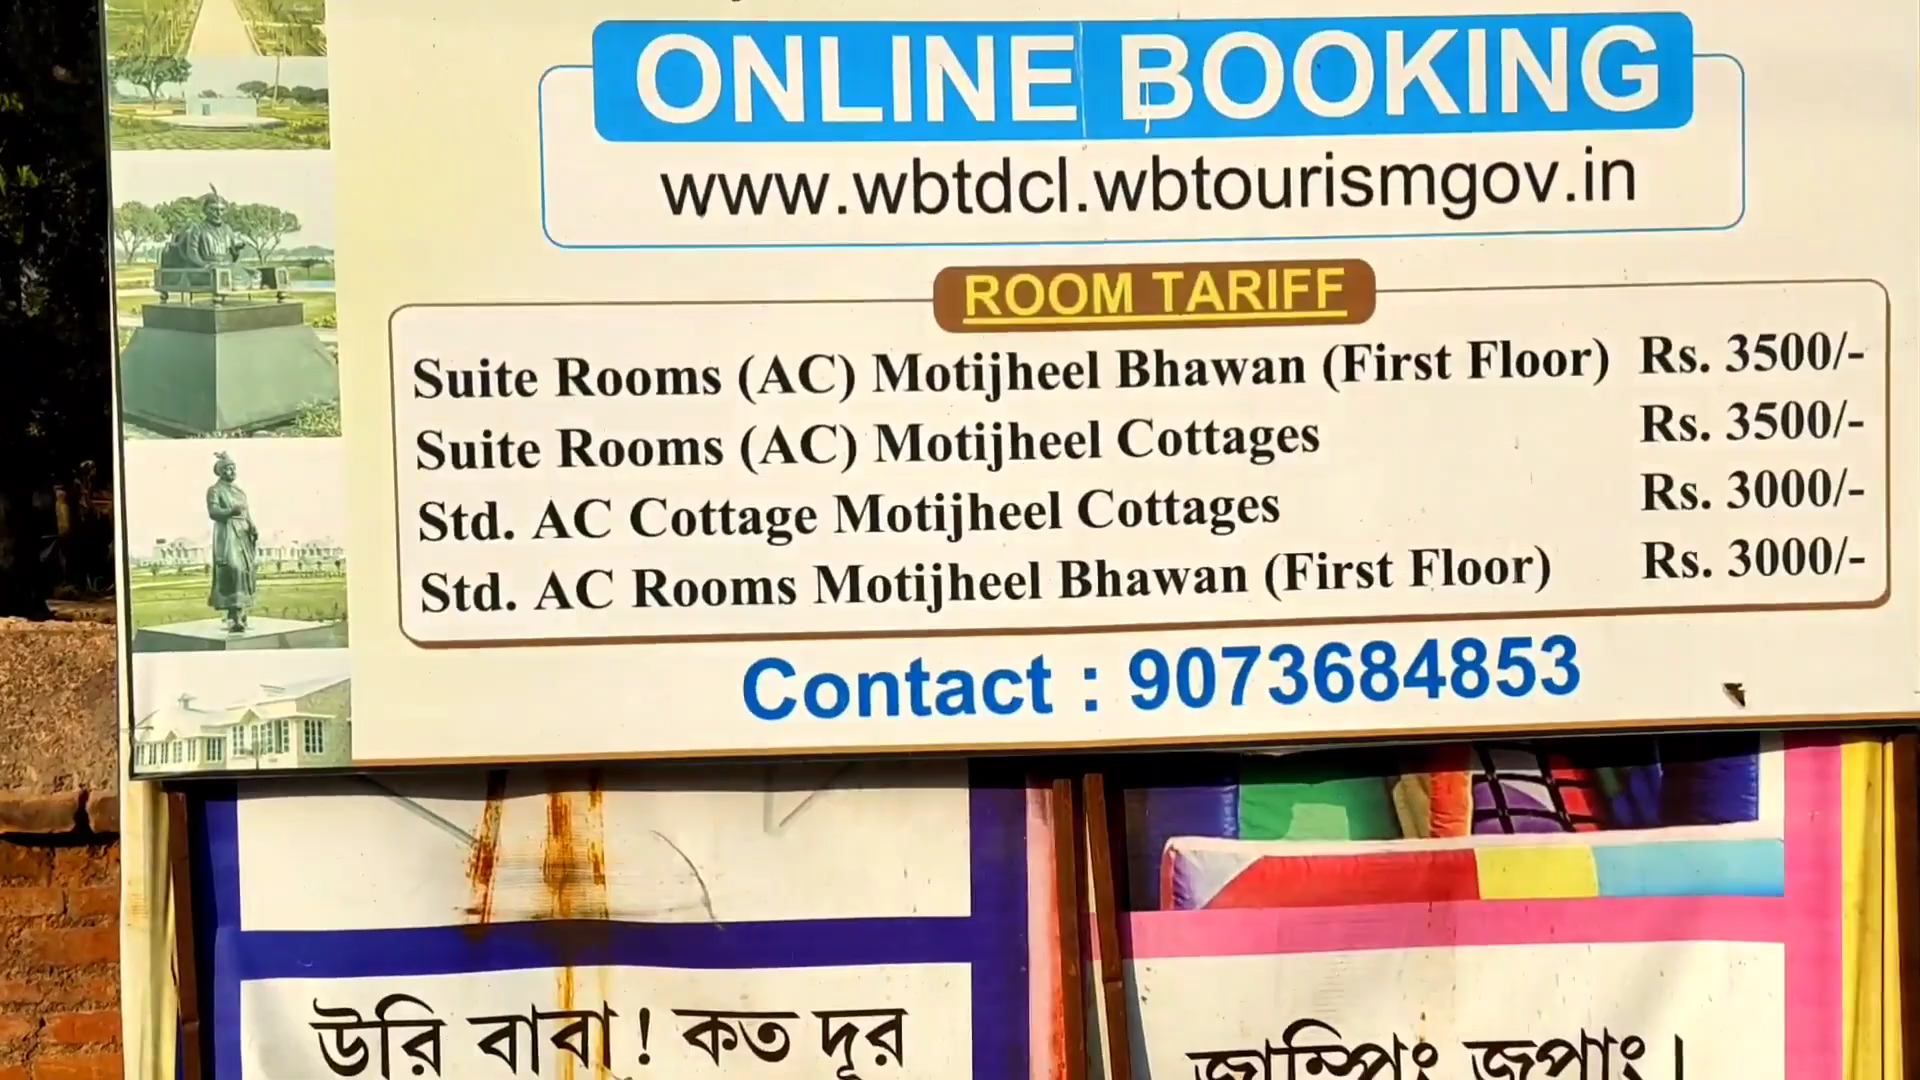 ONLINE BOOKING
www.wbtdcl.wbtourismgov.in
ROOM TARIFF
Suite Rooms (AC) Motijheel Bhawan (First Floor) Rs. 3500/-
Suite Rooms (AC) Motijheel Cottages Rs. 3500/-
Std. AC Cottage Motijheel Cottages Rs. 3000/-
Std. AC Rooms Motijheel Bhawan (First Floor) Rs. 3000/-
Contact : 9073684853
উরি বাবা! কত দূর
জাম্পিং জপাং।